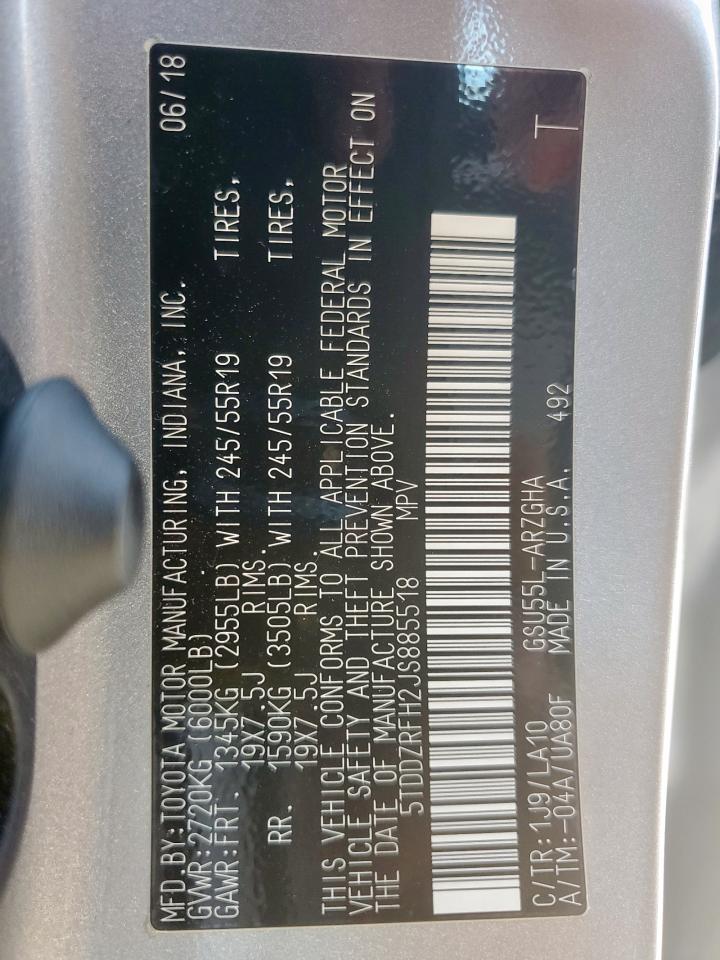 MFD.BY:TOYOTA MOTOR MANUFACTURING, INDIANA, INC. 06/18
GVWR:2720KG (6000LB)
GAWR:FRT. 1345KG (2955LB) WITH 245/55R19 TIRES,
19X7.5J RIMS.
RR. 1590KG (3505LB) WITH 245/55R19 TIRES,
19X7.5J RIMS.
THIS VEHICLE CONFORMS TO ALL APPLICABLE FEDERAL MOTOR
VEHICLE SAFETY AND THEFT PREVENTION STANDARDS IN EFFECT ON
THE DATE OF MANUFACTURE SHOWN ABOVE.
5TDDZRFH2JS885518 MPV
C/TR:1J9/LA10 GSU55L-ARZGHA T
A/TM:-04A/UA80F MADE IN U.S.A. 492